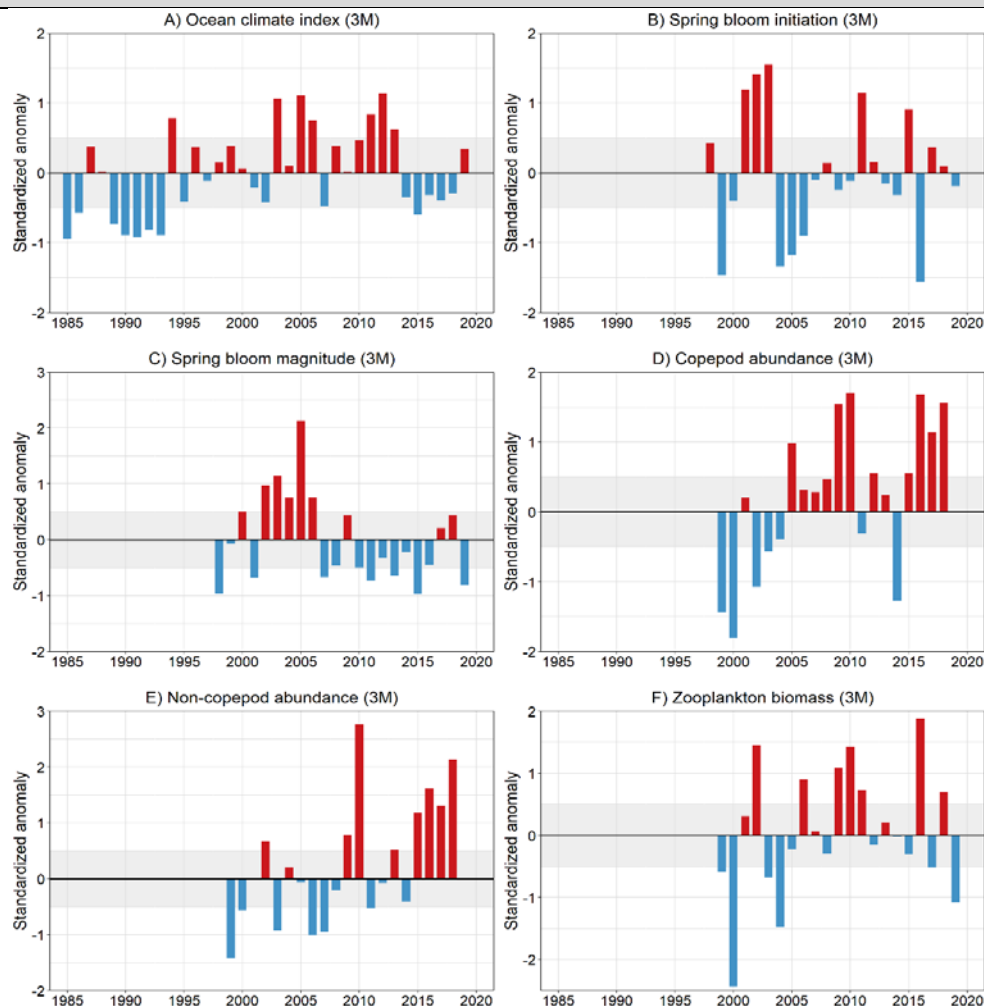 A) Ocean climate index (3M)
B) Spring bloom initiation (3M)
Standardized anomaly
2
1
0
-1
-2
1985 1990 1995 2000 2005 2010 2015 2020
Standardized anomaly
2
1
0
-1
-2
1985 1990 1995 2000 2005 2010 2015 2020
C) Spring bloom magnitude (3M)
D) Copepod abundance (3M)
Standardized anomaly
3
2
1
0
-1
-2
1985 1990 1995 2000 2005 2010 2015 2020
Standardized anomaly
2
1
0
-1
-2
1985 1990 1995 2000 2005 2010 2015 2020
E) Non-copepod abundance (3M)
F) Zooplankton biomass (3M)
Standardized anomaly
3
2
1
0
-1
-2
1985 1990 1995 2000 2005 2010 2015 2020
Standardized anomaly
2
1
0
-1
-2
1985 1990 1995 2000 2005 2010 2015 2020